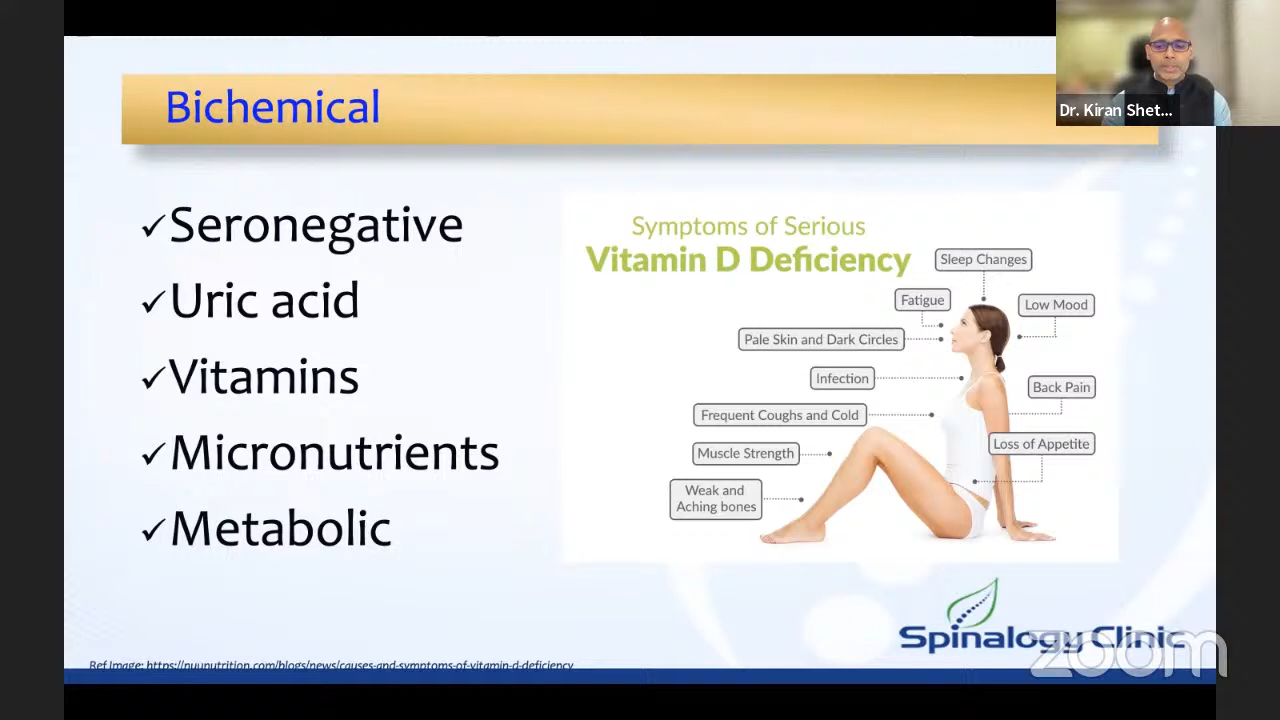 Bichemical
Dr. Kiran Shet...
✓Seronegative
✓Uric acid
✓Vitamins
✓Micronutrients
✓Metabolic
Symptoms of Serious
Vitamin D Deficiency
Sleep Changes
Fatigue
Low Mood
Pale Skin and Dark Circles
Infection
Back Pain
Frequent Coughs and Cold
Loss of Appetite
Muscle Strength
Weak and
Aching bones
Spinalogy Clinic
zoom
Ref Image: https://nuunutrition.com/blogs/news/causes-and-symptoms-of-vitamin-d-deficiency